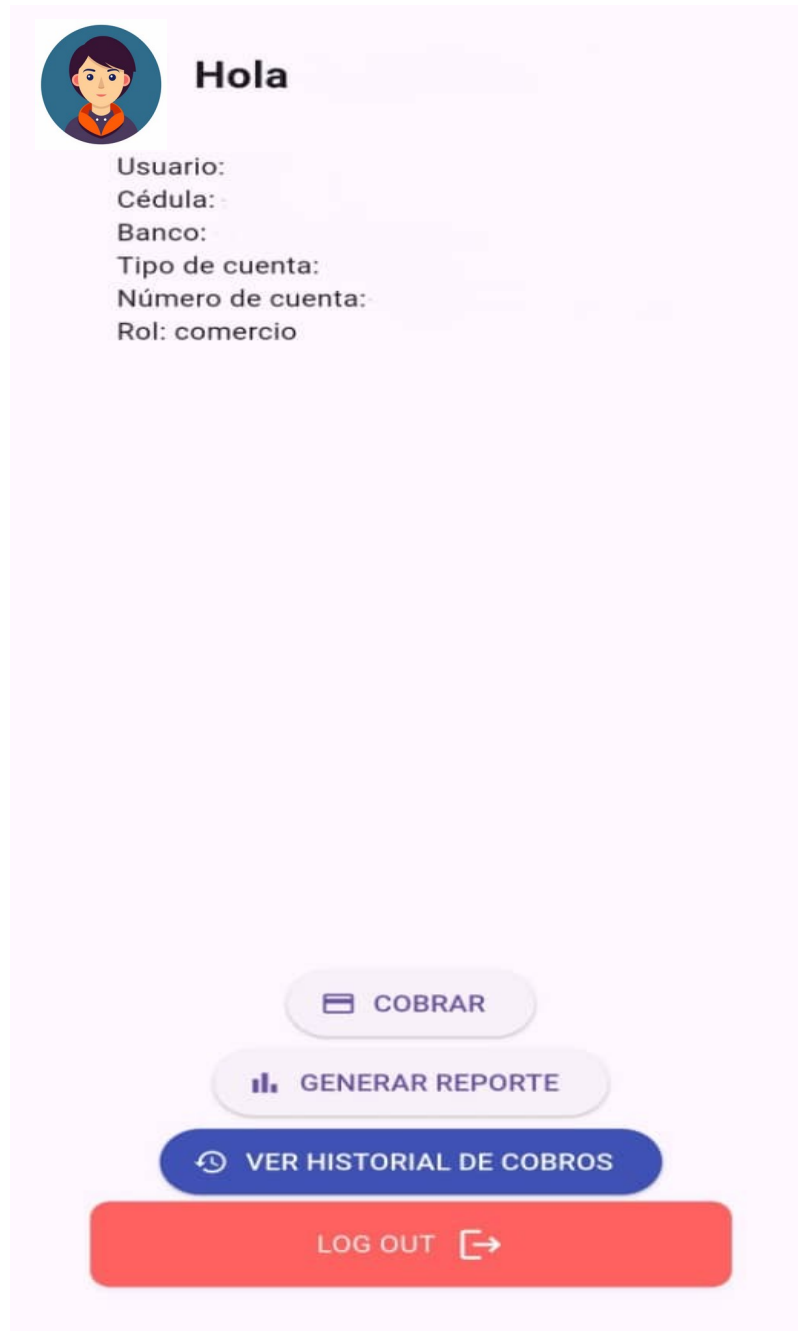 Hola
Usuario:
Cédula:
Banco:
Tipo de cuenta:
Número de cuenta:
Rol: comercio
COBRAR
GENERAR REPORTE
VER HISTORIAL DE COBROS
LOG OUT